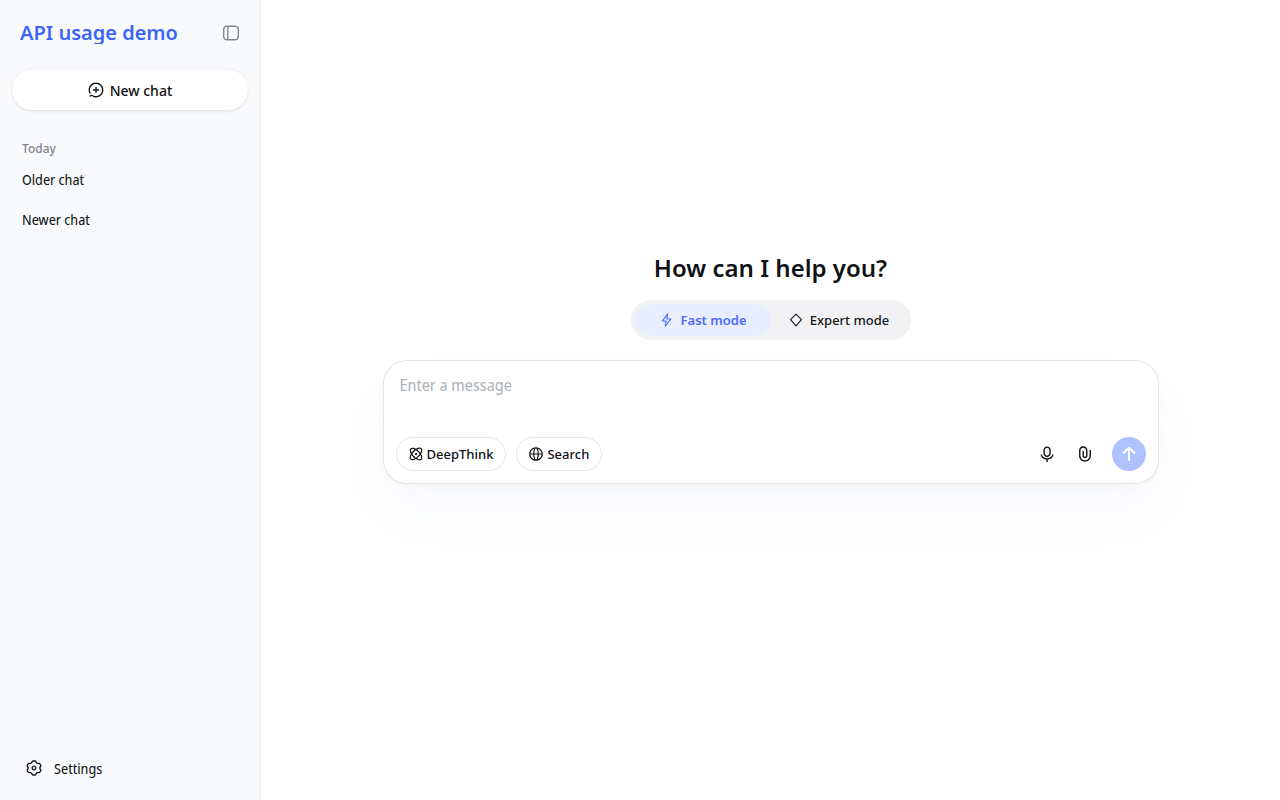 API usage demo
New chat
Today
Older chat
Newer chat
How can I help you?
Fast mode
Expert mode
Enter a message
DeepThink
Search
Settings